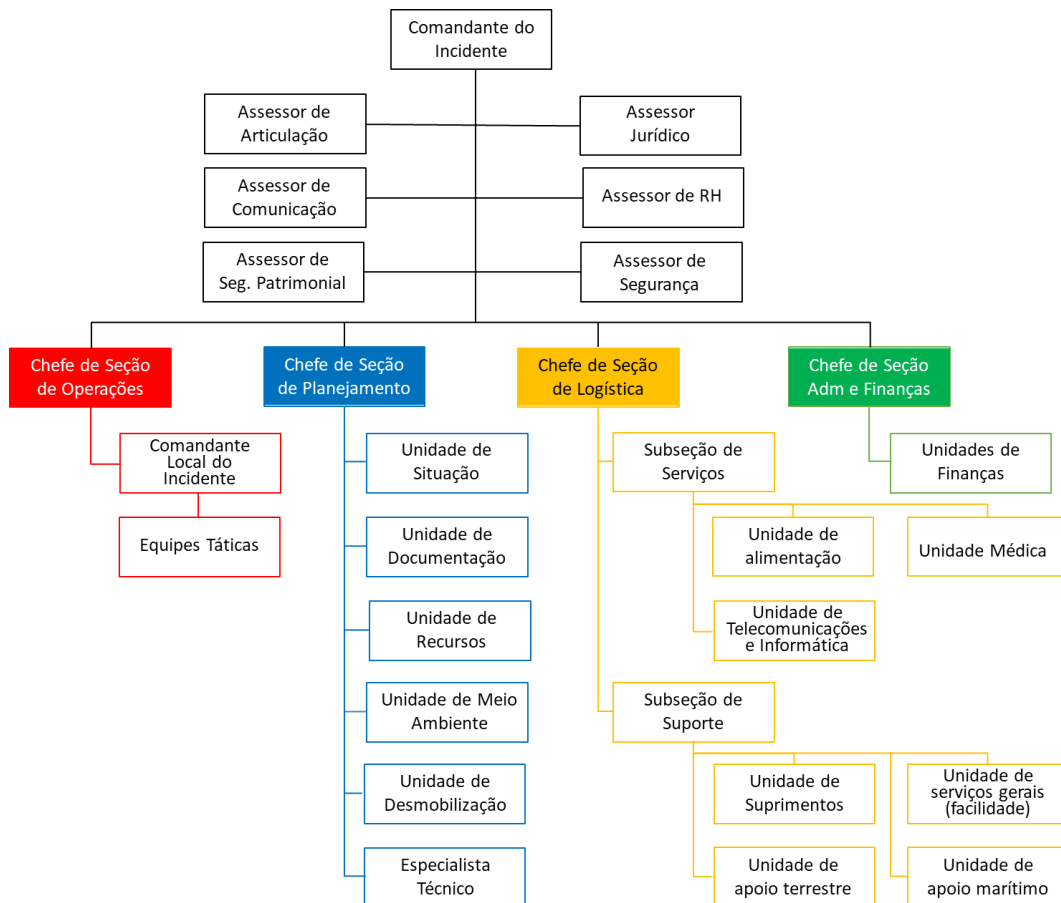 Comandante do
Incidente
Assessor de
Articulação
Assessor
Jurídico
Assessor de
Comunicação
Assessor de RH
Assessor de
Seg. Patrimonial
Assessor de
Segurança
Chefe de Seção
de Operações
Chefe de Seção
de Planejamento
Chefe de Seção
de Logística
Chefe de Seção
Adm e Finanças
Comandante
Local do
Incidente
Equipes Táticas
Unidade de
Situação
Unidade de
Documentação
Unidade de
Recursos
Unidade de Meio
Ambiente
Unidade de
Desmobilização
Especialista
Técnico
Subseção de
Serviços
Unidade de
alimentação
Unidade Médica
Unidade de
Telecomunicações
e Informática
Subseção de
Suporte
Unidade de
Suprimentos
Unidade de
serviços gerais
(facilidade)
Unidade de
apoio terrestre
Unidade de
apoio marítimo
Unidades de
Finanças